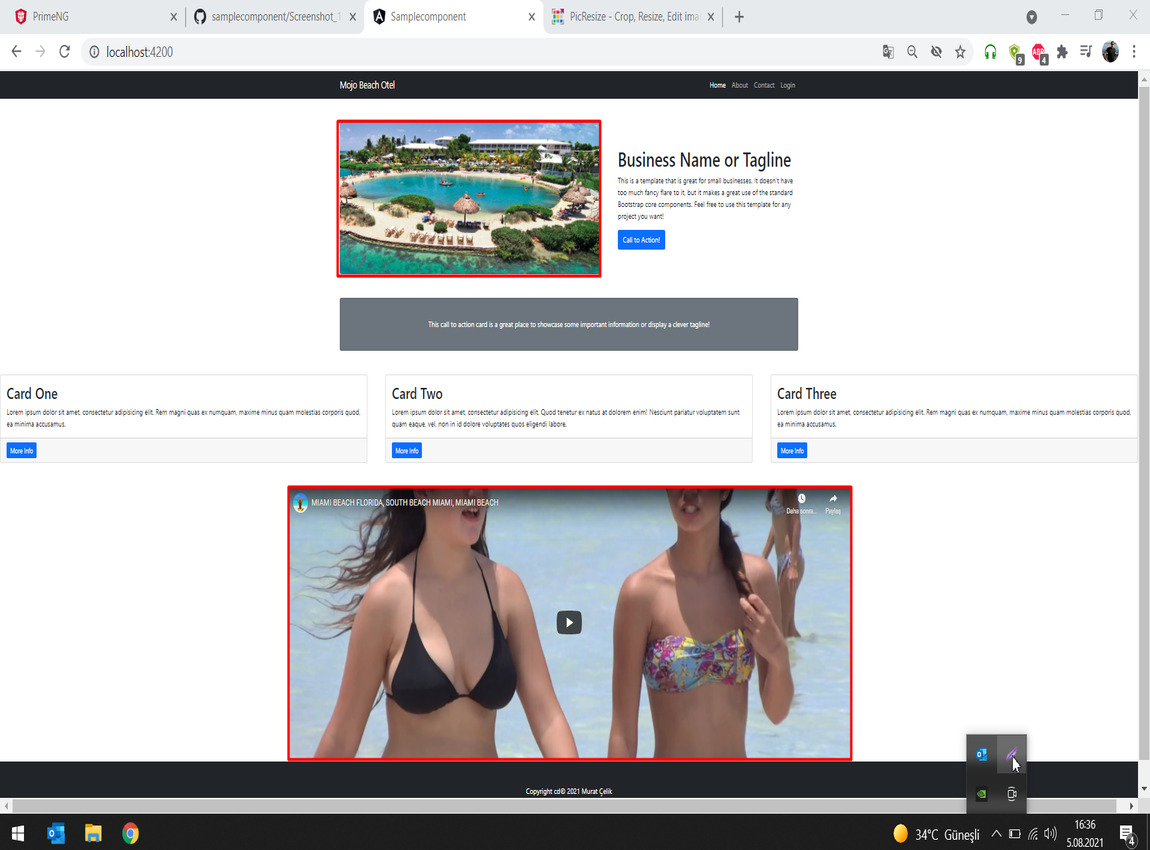 PrimeNG
samplecomponent/Screenshot_1
Samplecomponent
PicResize - Crop, Resize, Edit ima
localhost:4200
9
4
Mojo Beach Otel
Home About Contact Login
Business Name or Tagline
This is a template that is great for small businesses. It doesn't have
too much fancy flare to it, but it makes a great use of the standard
Bootstrap core components. Feel free to use this template for any
project you want!
Call to Action!
This call to action card is a great place to showcase some important information or display a clever tagline!
Card One
Lorem ipsum dolor sit amet, consectetur adipisicing elit. Rem magni quas ex numquam, maxime minus quam molestias corporis quod,
ea minima accusamus.
More Info
Card Two
Lorem ipsum dolor sit amet, consectetur adipisicing elit. Quod tenetur ex natus at dolorem enim! Nesciunt pariatur voluptatem sunt
quam eaque, vel, non in id dolore voluptates quos eligendi labore.
More Info
Card Three
Lorem ipsum dolor sit amet, consectetur adipisicing elit. Rem magni quas ex numquam, maxime minus quam molestias corporis quod,
ea minima accusamus.
More Info
MIAMI BEACH FLORIDA, SOUTH BEACH MIAMI, MIAMI BEACH
Daha sonra...
Paylaş
Copyright cd© 2021 Murat Çelik
34°C Güneşli
16:36
5.08.2021
4